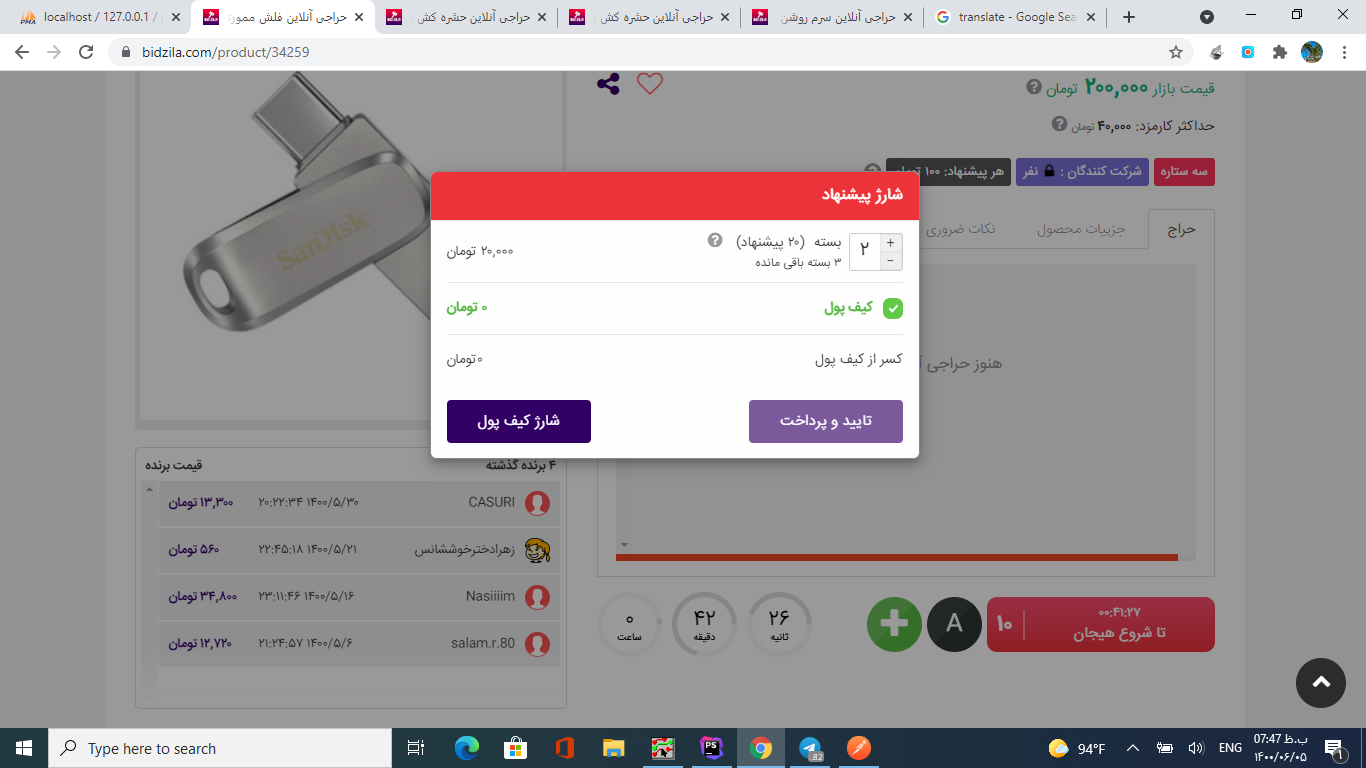 localhost / 127.0.0.1 /
حراجی آنلاین فلش
حراجی آنلاین حشره کش
حراجی آنلاین حشره کش
حراجی آنلاین سرم روشن
translate - Google Sea
bidzila.com/product/34259
قیمت بازار ۲۰۰,۰۰۰ تومان
حداکثر کارمزد: ۴۰,۰۰۰ تومان
سه ستاره
شرکت کنندگان : نفر
هر پیشنهاد: ۱۰۰ تومان
حراج
جزییات محصول
نکات ضروری
SanDisk
هنوز حراجی
شارژ پیشنهاد
۲ بسته (۲۰ پیشنهاد) ۲۰,۰۰۰ تومان
۳ بسته باقی مانده
کیف پول ۰ تومان
کسر از کیف پول ۰تومان
تایید و پرداخت
شارژ کیف پول
۴ برنده گذشته قیمت برنده
CASURI ۱۴۰۰/۵/۳۰ ۲۰:۲۲:۳۴ ۱۳,۳۰۰ تومان
زهرادخترخوششانس ۱۴۰۰/۵/۲۱ ۲۲:۴۵:۱۸ ۵۶۰ تومان
Nasiiiim ۱۴۰۰/۵/۱۶ ۲۳:۱۱:۴۶ ۳۴,۸۰۰ تومان
salam.r.80 ۱۴۰۰/۵/۶ ۲۱:۲۴:۵۷ ۱۲,۷۲۰ تومان
۰۰:۴۱:۲۷
تا شروع هیجان
۱۰
A
۲۶
ثانیه
۴۲
دقیقه
۰
ساعت
Type here to search
PS
.82
94°F
ENG
07:47 ب.ظ
۱۴۰۰/۰۶/۰۵
1